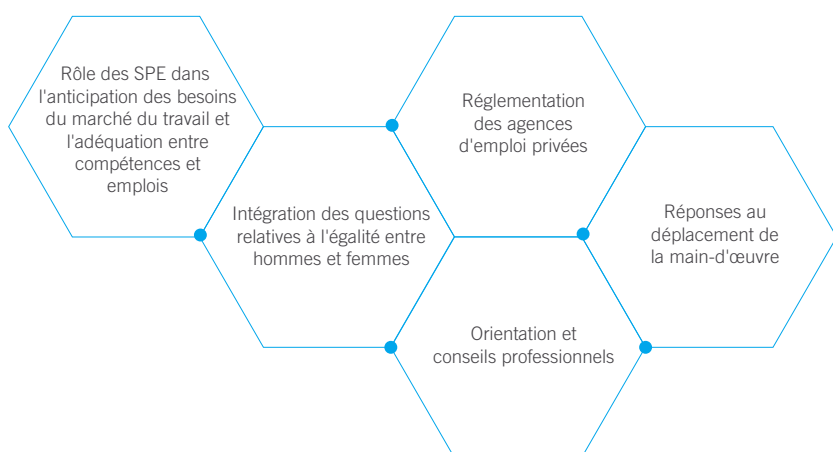 Rôle des SPE dans
l'anticipation des besoins
du marché du travail et
l'adéquation entre
compétences et
emplois
Réglementation
des agences
d'emploi privées
Intégration des questions
relatives à l'égalité entre
hommes et femmes
Réponses au
déplacement de
la main-d'œuvre
Orientation et
conseils professionnels